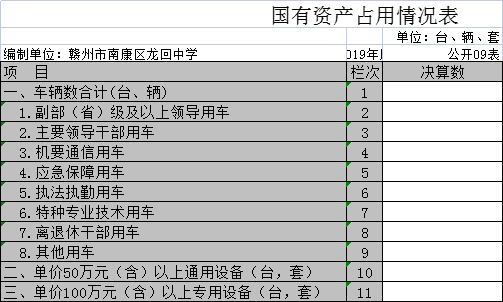 国有资产占用情况表
单位：台、辆、套
编制单位：赣州市南康区龙回中学 019年 公开09表
项 目 栏次 决算数
一、车辆数合计(台、辆) 1
1.副部（省）级及以上领导用车 2
2.主要领导干部用车 3
3.机要通信用车 4
4.应急保障用车 5
5.执法执勤用车 6
6.特种专业技术用车 7
7.离退休干部用车 8
8.其他用车 9
二、单价50万元（含）以上通用设备（台，套） 10
三、单价100万元（含）以上专用设备（台，套） 11